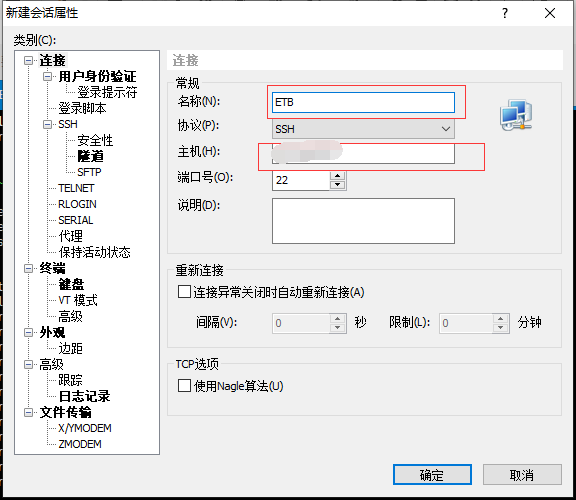 新建会话属性
?
类别(C):
连接
用户身份验证
登录提示符
登录脚本
SSH
安全性
隧道
SFTP
TELNET
RLOGIN
SERIAL
代理
保持活动状态
终端
键盘
VT 模式
高级
外观
边距
高级
跟踪
日志记录
文件传输
X/YMODEM
ZMODEM
连接
常规
名称(N):
ETB
协议(P):
SSH
主机(H):
端口号(O):
22
说明(D):
重新连接
连接异常关闭时自动重新连接(A)
间隔(V): 0 秒 限制(L): 0 分钟
TCP选项
使用Nagle算法(U)
确定 取消